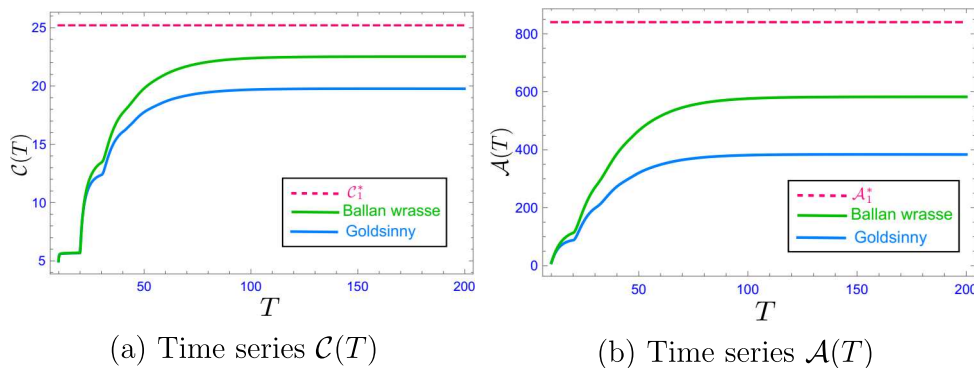 25
20
15
10
5
C(T)
C₁*
Ballan wrasse
Goldsinny
50
100
150
200
T
(a) Time series C(T)
800
600
400
200
0
A(T)
A₁*
Ballan wrasse
Goldsinny
50
100
150
200
T
(b) Time series A(T)